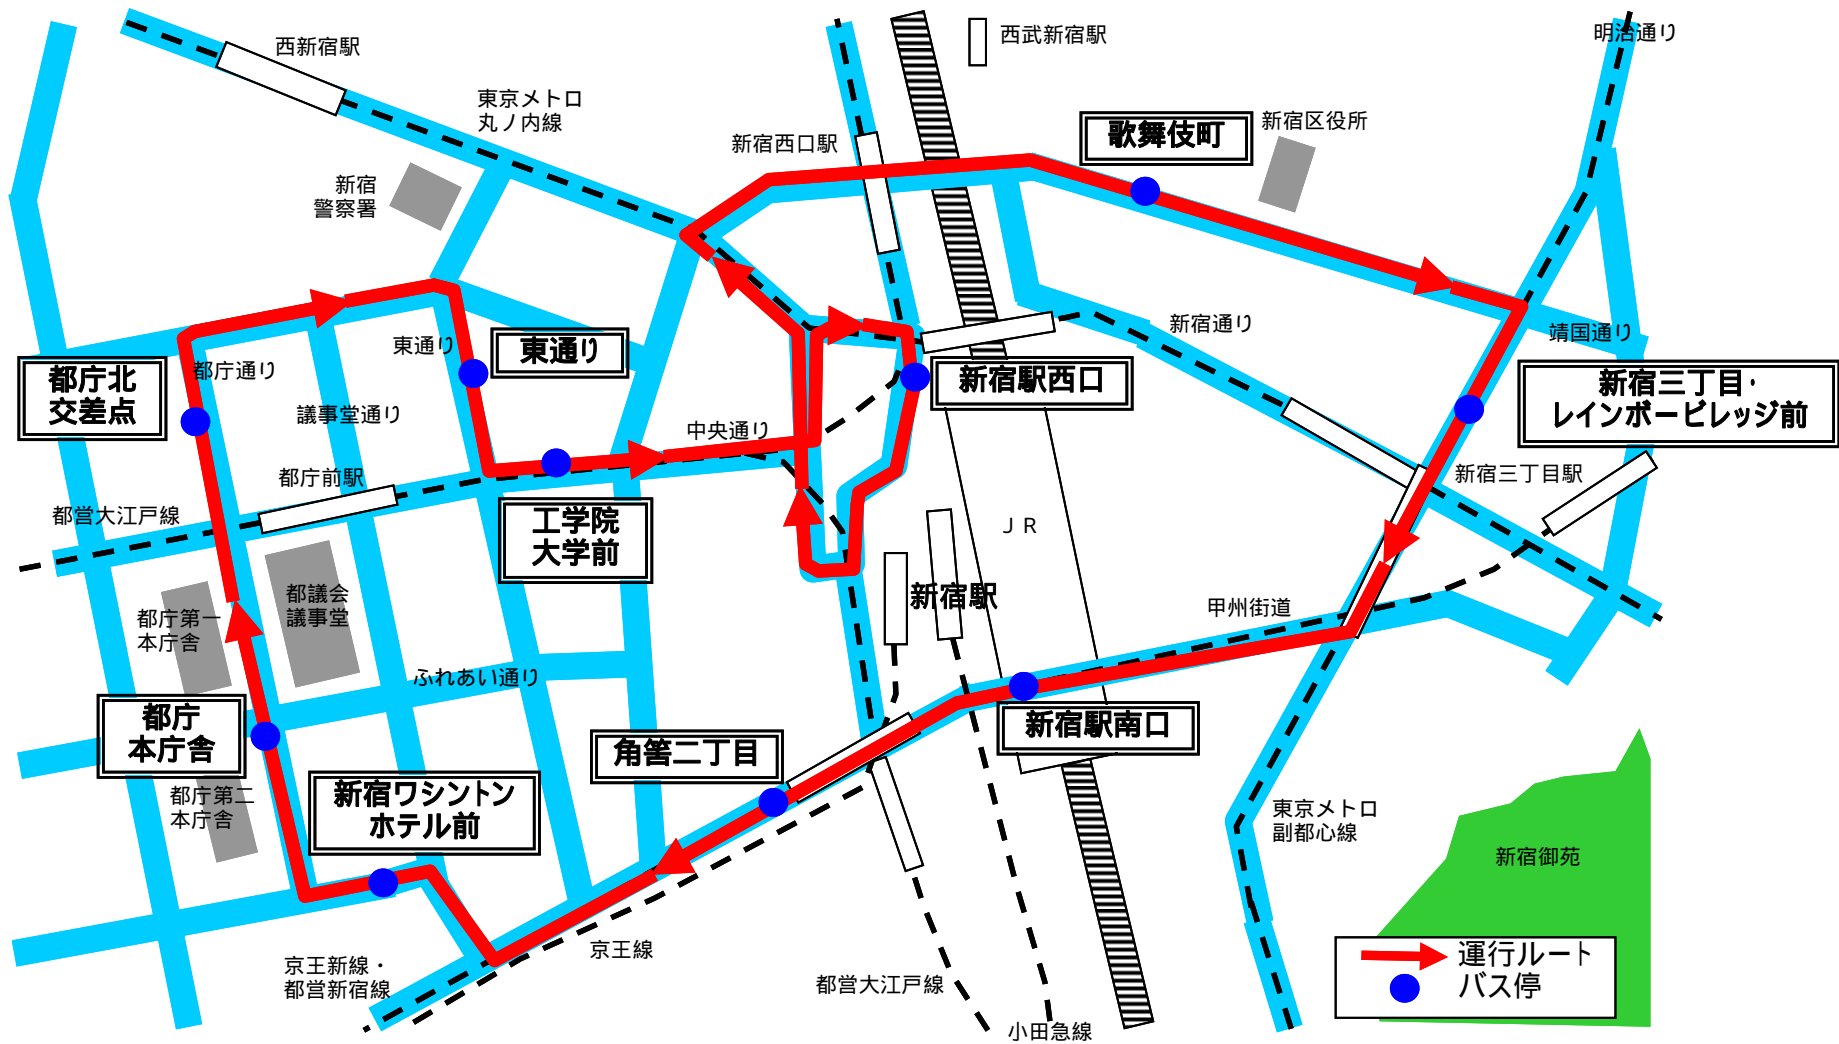 西新宿駅
西武新宿駅
明治通り
東京メトロ
丸ノ内線
新宿西口駅
歌舞伎町
新宿区役所
新宿
警察署
新宿通り
靖国通り
東通り
東通り
都庁北
交差点
都庁通り
新宿駅西口
新宿三丁目・
レインボービレッジ前
議事堂通り
中央通り
都庁前駅
新宿三丁目駅
都営大江戸線
工学院
大学前
ＪＲ
都議会
議事堂
新宿駅
都庁第一
本庁舎
甲州街道
ふれあい通り
都庁
本庁舎
角筈二丁目
新宿駅南口
新宿ワシントン
ホテル前
都庁第二
本庁舎
東京メトロ
副都心線
新宿御苑
京王線
京王新線・
都営新宿線
都営大江戸線
小田急線
運行ルート
バス停